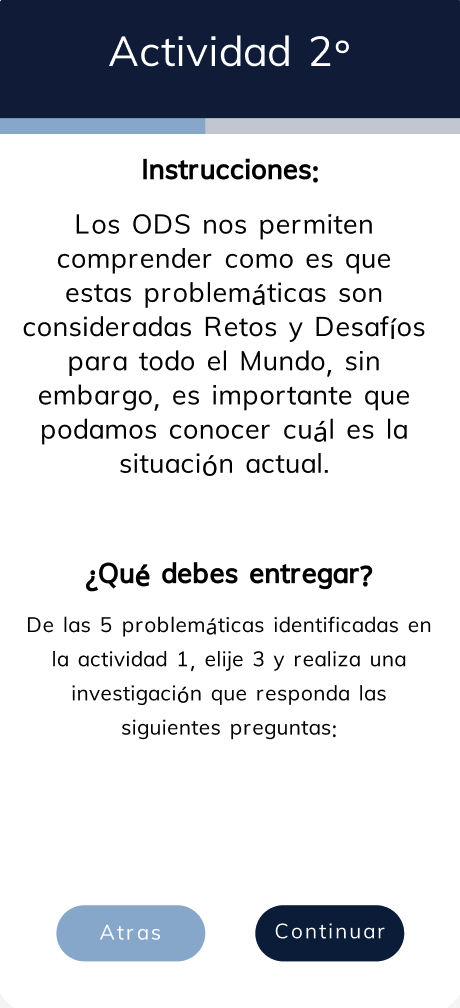 Actividad 2°
Instrucciones:
Los ODS nos permiten
comprender como es que
estas problemáticas son
consideradas Retos y Desafíos
para todo el Mundo, sin
embargo, es importante que
podamos conocer cuál es la
situación actual.
¿Qué debes entregar?
De las 5 problemáticas identificadas en
la actividad 1, elije 3 y realiza una
investigación que responda las
siguientes preguntas:
Atras
Continuar